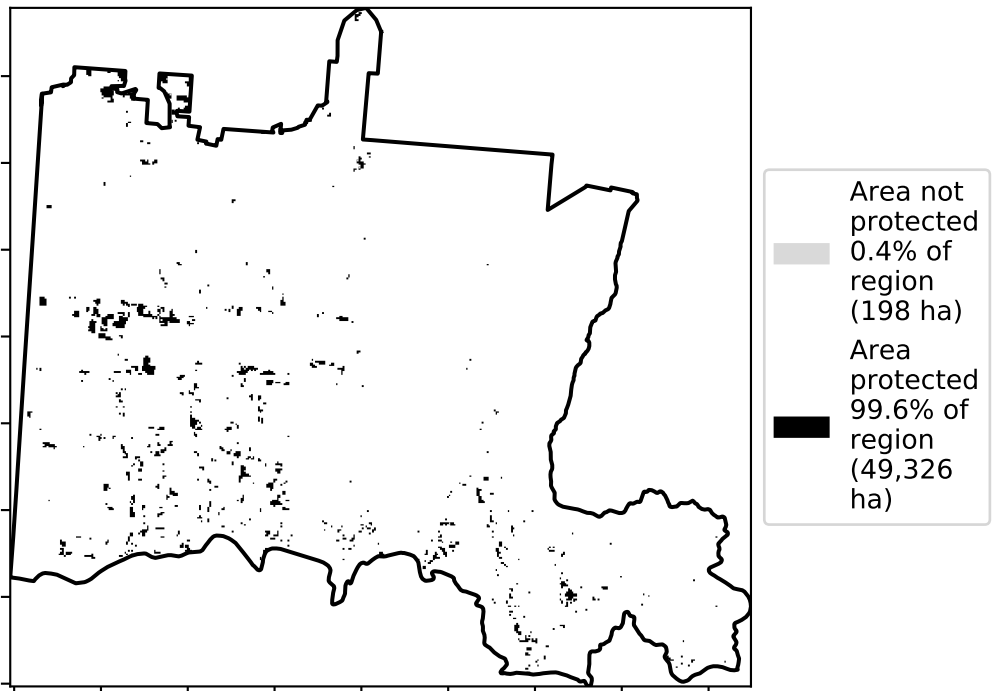 Area not
protected
0.4% of
region
(198 ha)
Area
protected
99.6% of
region
(49,326
ha)